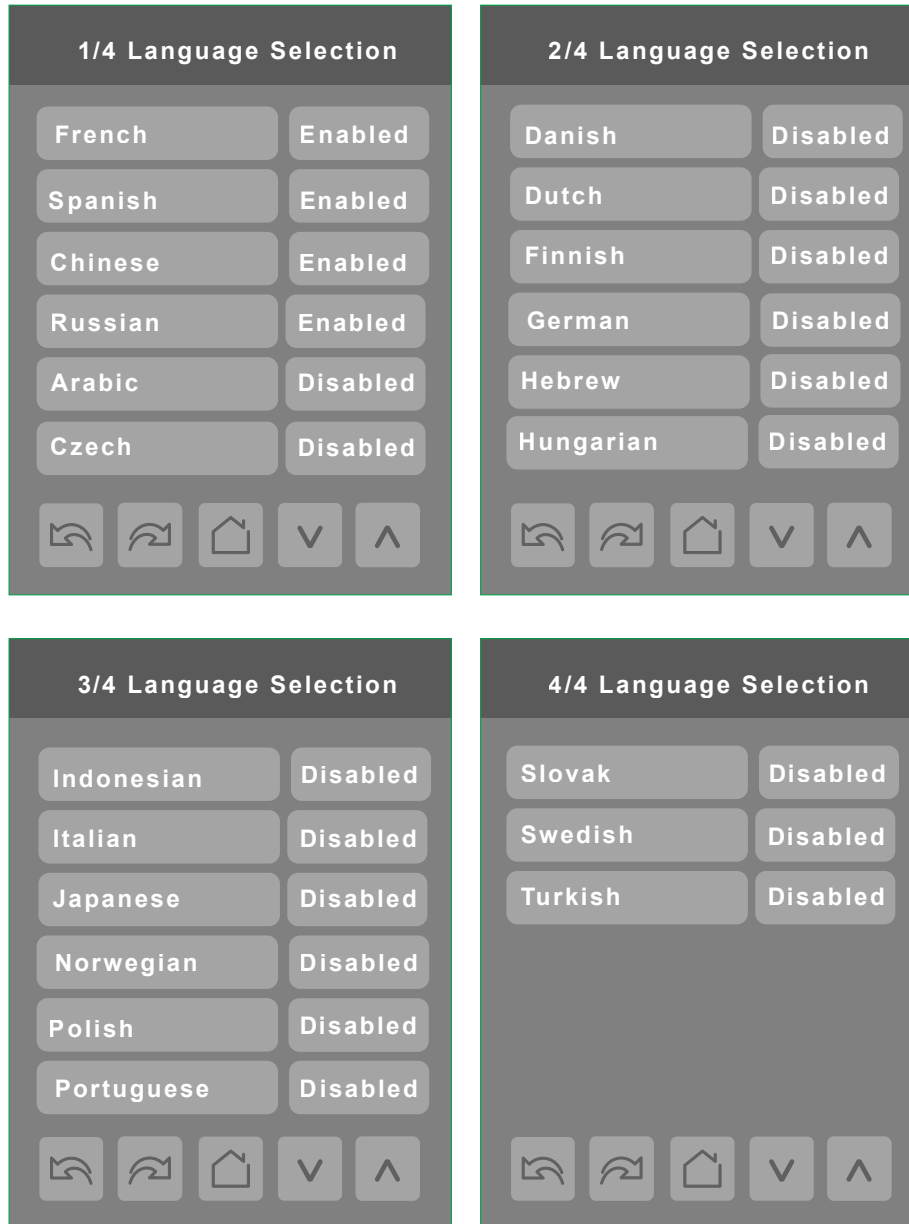 1/4 Language Selection
French Enabled
Spanish Enabled
Chinese Enabled
Russian Enabled
Arabic Disabled
Czech Disabled
2/4 Language Selection
Danish Disabled
Dutch Disabled
Finnish Disabled
German Disabled
Hebrew Disabled
Hungarian Disabled
3/4 Language Selection
Indonesian Disabled
Italian Disabled
Japanese Disabled
Norwegian Disabled
Polish Disabled
Portuguese Disabled
4/4 Language Selection
Slovak Disabled
Swedish Disabled
Turkish Disabled